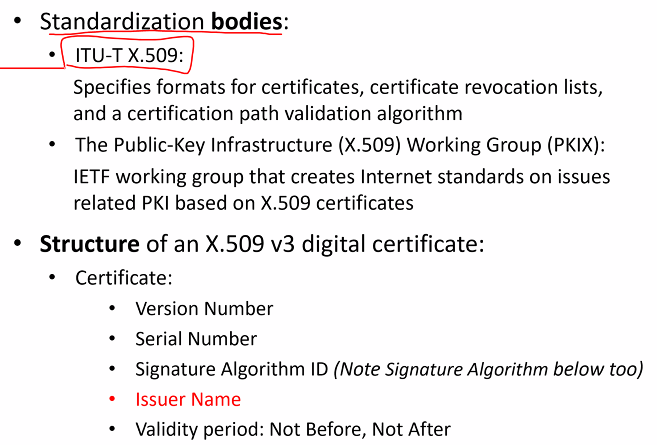 • Standardization bodies:
• ITU-T X.509:
Specifies formats for certificates, certificate revocation lists,
and a certification path validation algorithm
• The Public-Key Infrastructure (X.509) Working Group (PKIX):
IETF working group that creates Internet standards on issues
related PKI based on X.509 certificates
• Structure of an X.509 v3 digital certificate:
• Certificate:
• Version Number
• Serial Number
• Signature Algorithm ID (Note Signature Algorithm below too)
• Issuer Name
• Validity period: Not Before, Not After